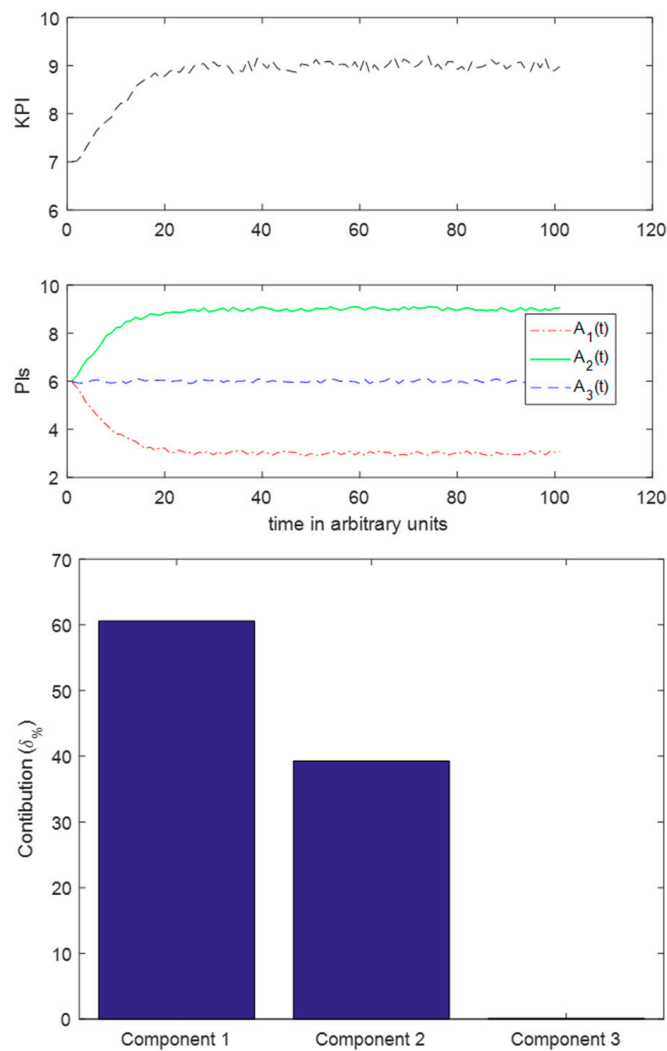 10
9
8
7
6
KPI
0 20 40 60 80 100 120
10
8
6
4
2
PIs
A1(t)
A2(t)
A3(t)
0 20 40 60 80 100 120
time in arbitrary units
70
60
50
40
30
20
10
0
Contibution (δ%)
Component 1 Component 2 Component 3